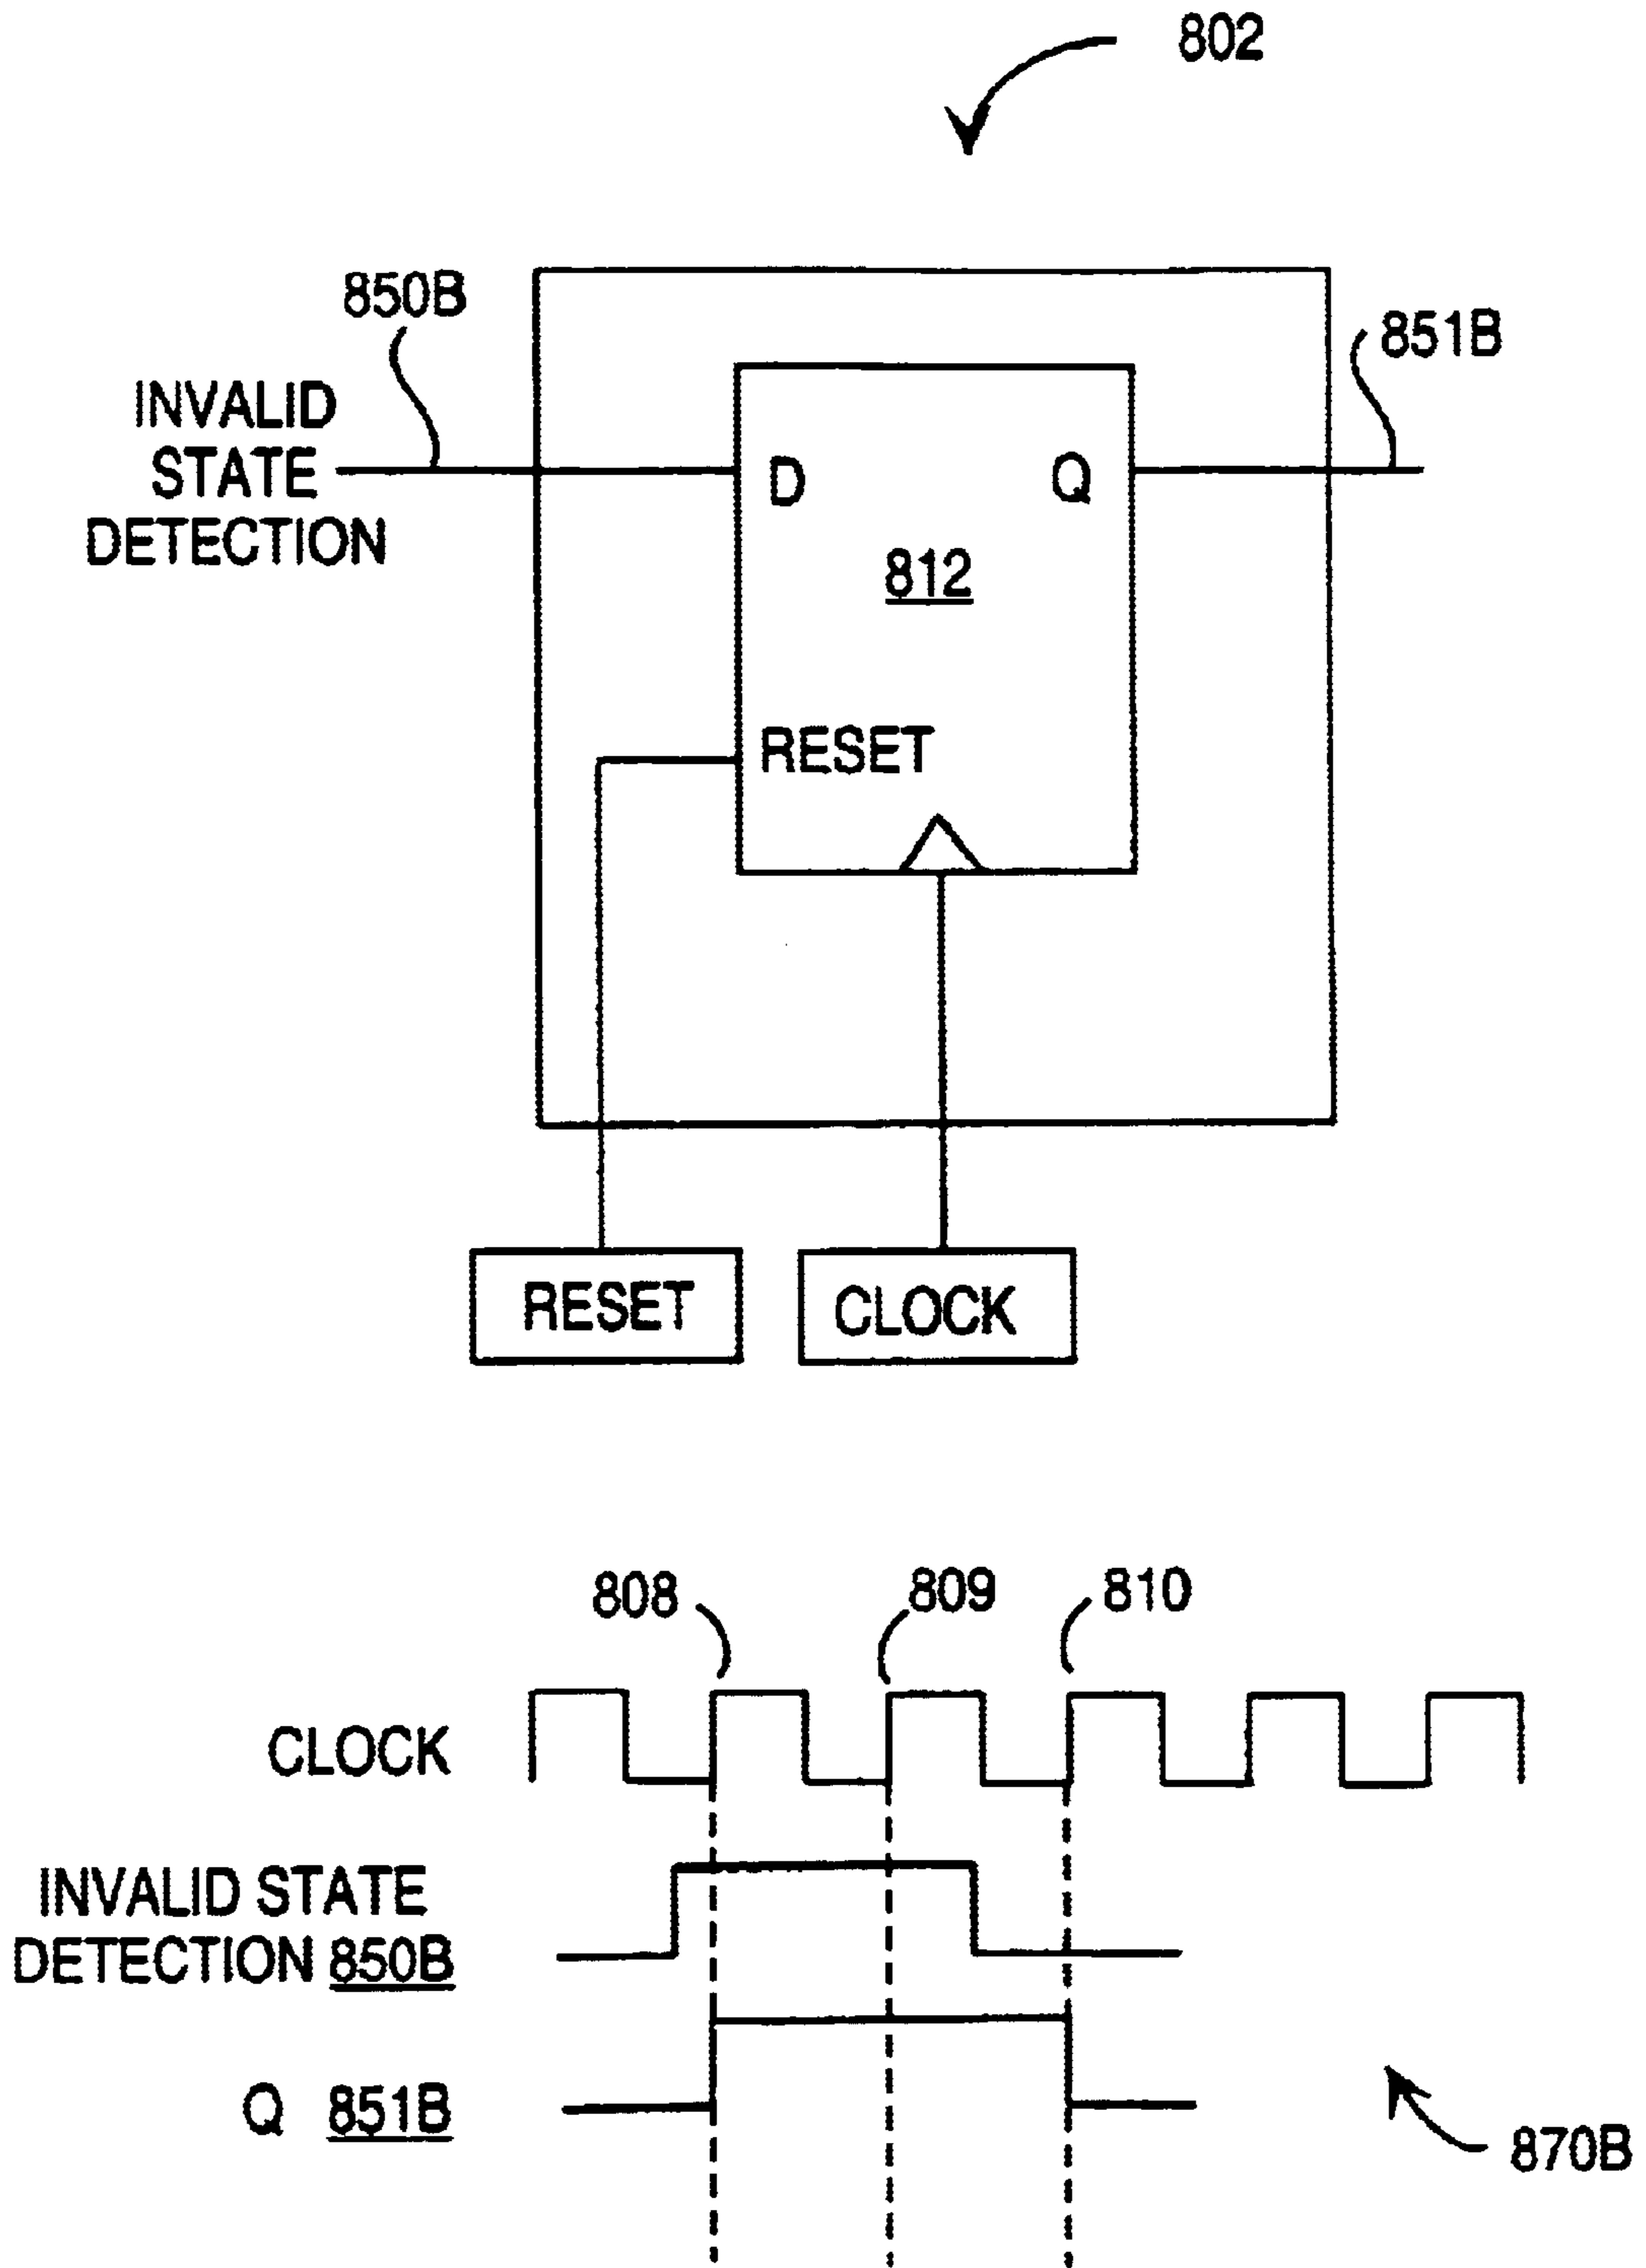 802
850B
851B
INVALID
STATE
DETECTION
D
Q
812
RESET
RESET
CLOCK
808
809
810
CLOCK
INVALID STATE
DETECTION 850B
Q 851B
870B